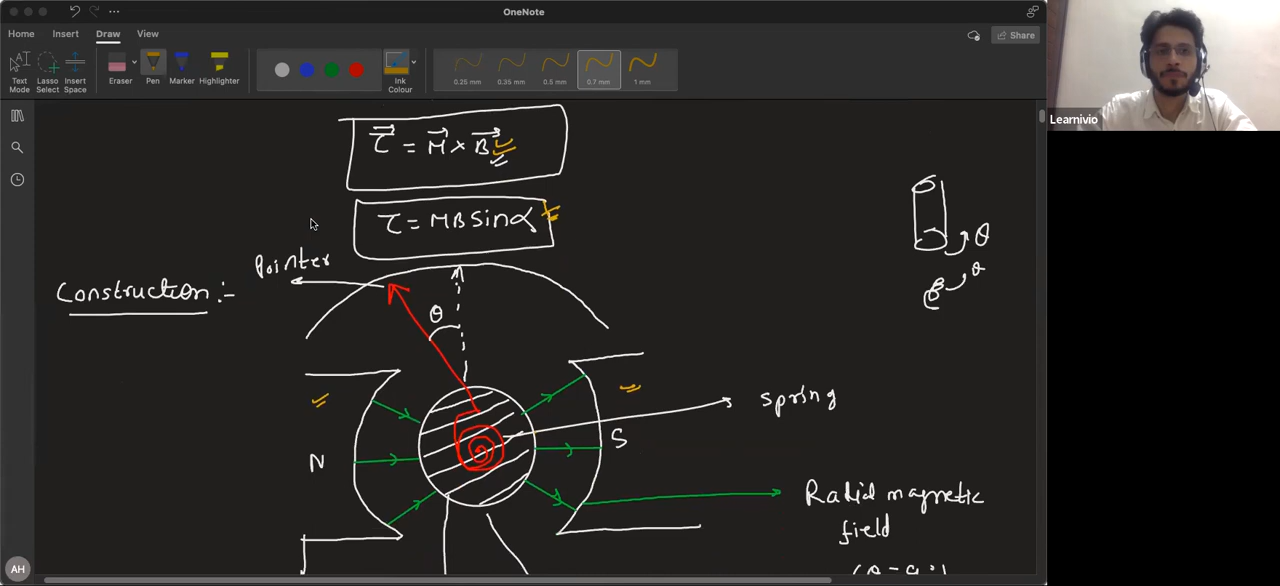 OneNote
Home Insert Draw View
Share
Text Mode
Lasso Select
Insert Space
Eraser
Pen
Marker
Highlighter
Ink Colour
0.25 mm
0.35 mm
0.5 mm
0.7 mm
1 mm
Learnivio
τ⃗ = M⃗ × B⃗
τ = MB sinα
θ
θ
Pointer
Construction :-
θ
spring
N
S
Radial magnetic
field
AH